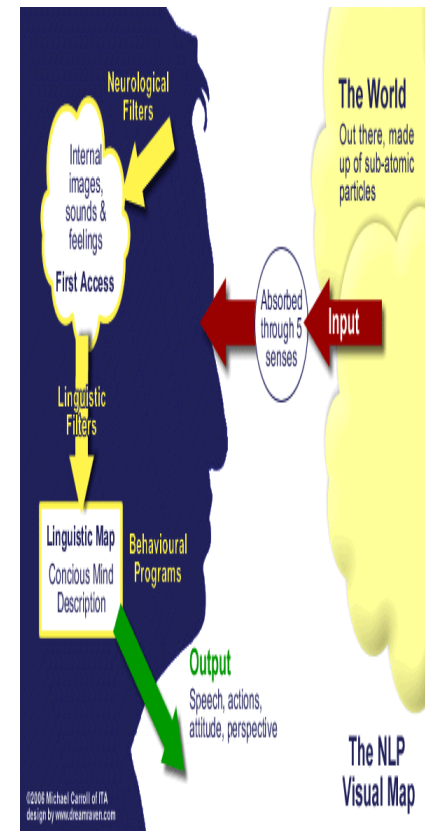 The World
Out there, made
up of sub-atomic
particles
Input
Absorbed
through 5
senses
Neurological
Filters
Internal
images,
sounds &
feelings
First Access
Linguistic
Filters
Linguistic Map
Concious Mind
Description
Behavioural
Programs
Output
Speech, actions,
attitude, perspective
The NLP
Visual Map
©2006 Michael Carroll of ITA
design by www.dreamraven.com